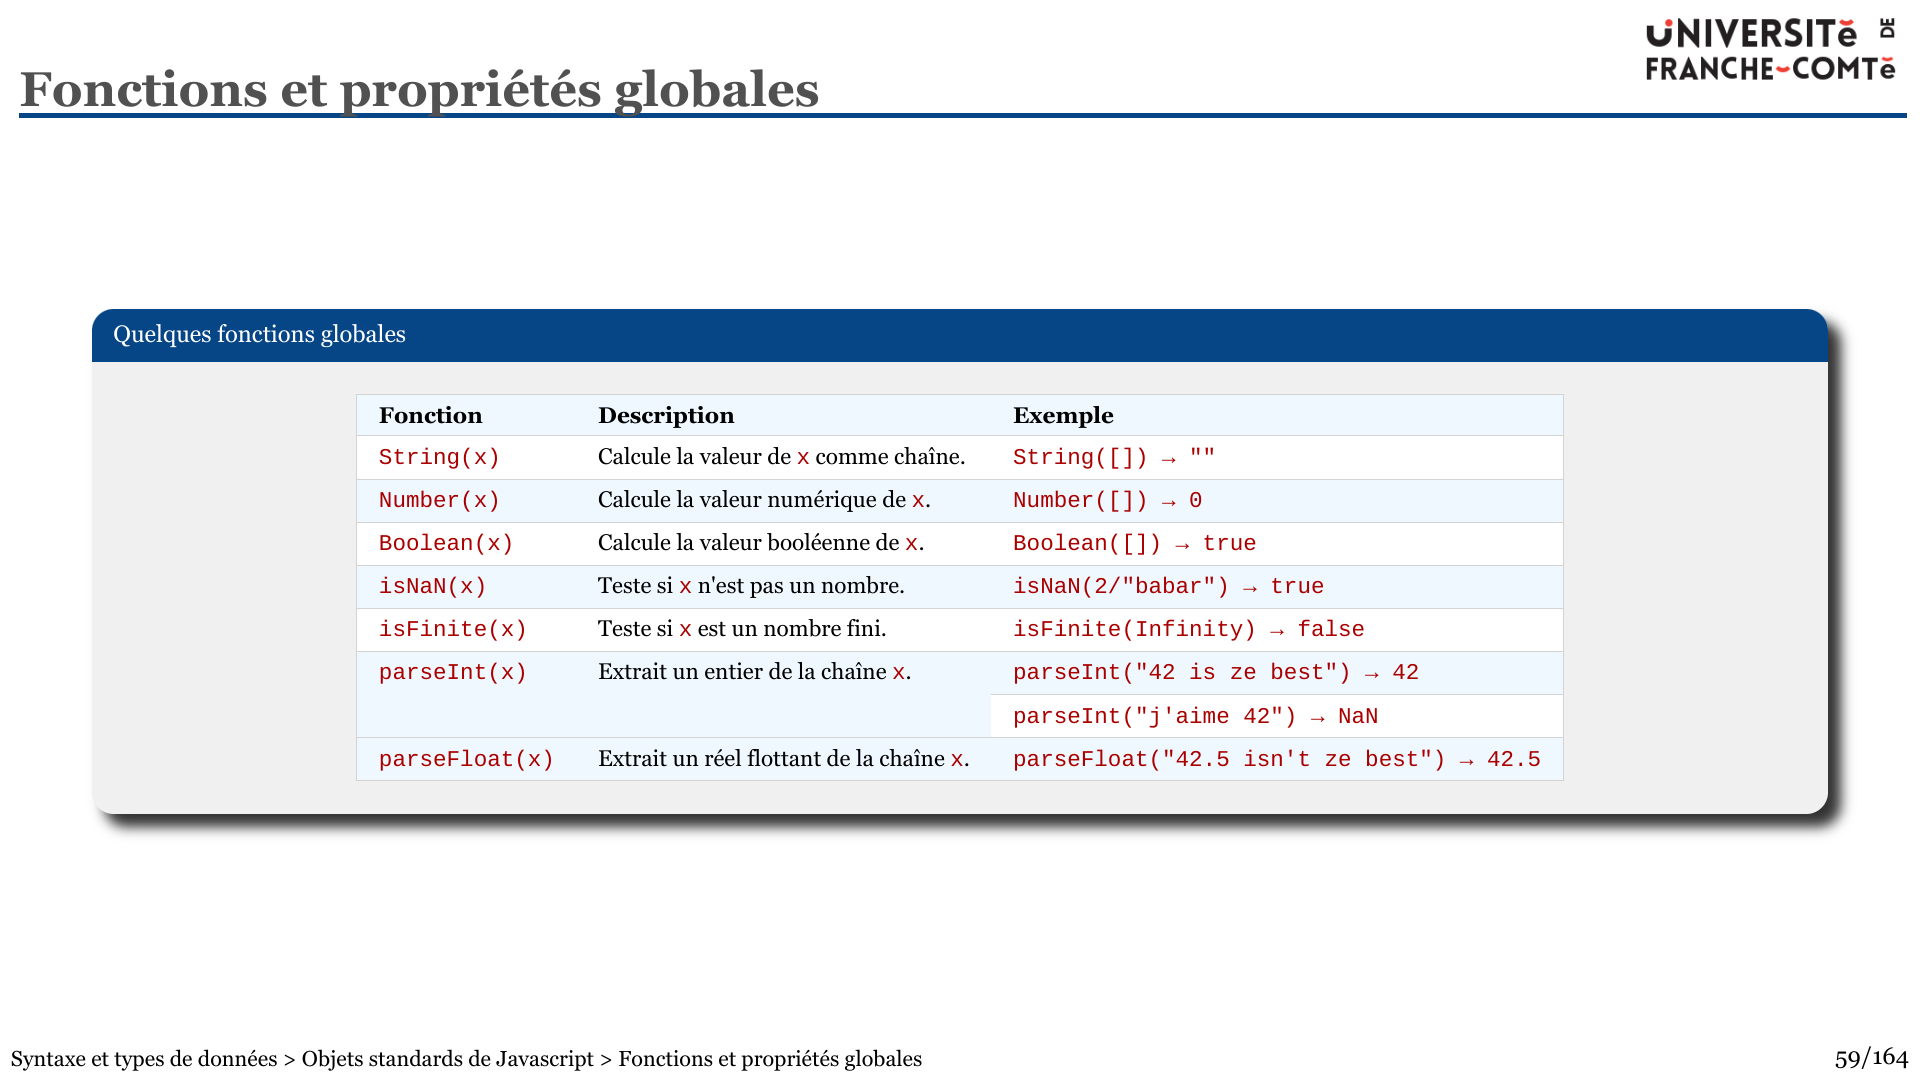 UNIVERSITé DE
FRANCHE-COMTé
Fonctions et propriétés globales
Quelques fonctions globales
Fonction Description Exemple
String(x) Calcule la valeur de x comme chaîne. String([]) → ""
Number(x) Calcule la valeur numérique de x. Number([]) → 0
Boolean(x) Calcule la valeur booléenne de x. Boolean([]) → true
isNaN(x) Teste si x n'est pas un nombre. isNaN(2/"babar") → true
isFinite(x) Teste si x est un nombre fini. isFinite(Infinity) → false
parseInt(x) Extrait un entier de la chaîne x. parseInt("42 is ze best") → 42
parseInt("j'aime 42") → NaN
parseFloat(x) Extrait un réel flottant de la chaîne x. parseFloat("42.5 isn't ze best") → 42.5
Syntaxe et types de données > Objets standards de Javascript > Fonctions et propriétés globales 59/164